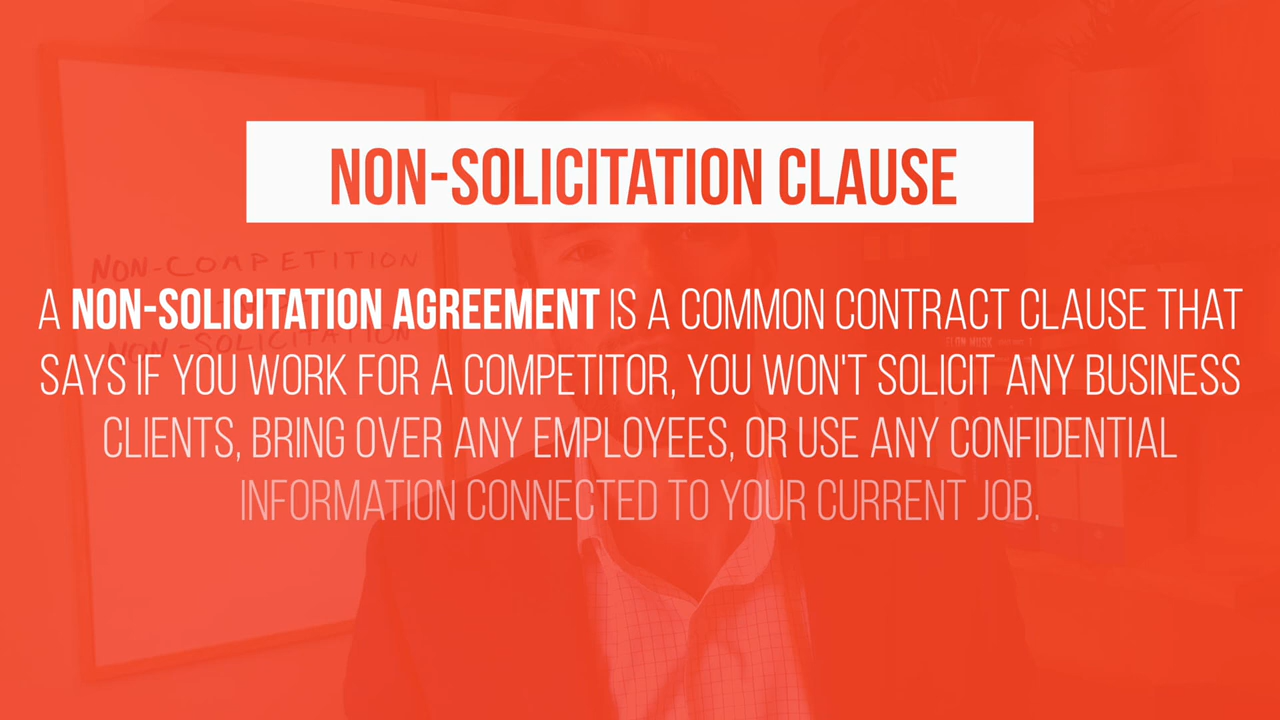 NON-SOLICITATION CLAUSE
NON-COMPETITION
A NON-SOLICITATION AGREEMENT IS A COMMON CONTRACT CLAUSE THAT
NON-SOLICITATION
ELON MUSK
SAYS IF YOU WORK FOR A COMPETITOR, YOU WON'T SOLICIT ANY BUSINESS
CLIENTS, BRING OVER ANY EMPLOYEES, OR USE ANY CONFIDENTIAL
INFORMATION CONNECTED TO YOUR CURRENT JOB.